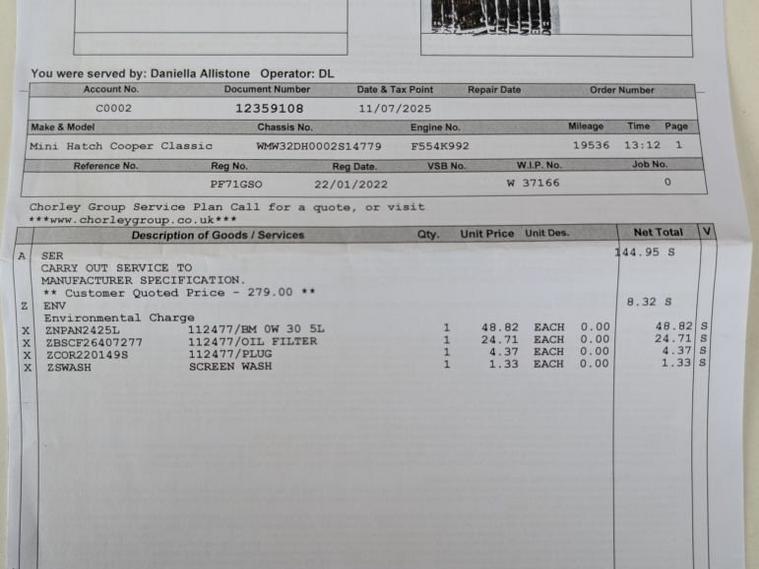 You were served by: Daniella Allistone Operator: DL
Account No. Document Number Date & Tax Point Repair Date Order Number
C0002 12359108 11/07/2025
Make & Model Chassis No. Engine No. Mileage Time Page
Mini Hatch Cooper Classic WMW32DH0002S14779 F554K992 19536 13:12 1
Reference No. Reg No. Reg Date. VSB No. W.I.P. No. Job No.
PF71GSO 22/01/2022 W 37166 0
Chorley Group Service Plan Call for a quote, or visit
***www.chorleygroup.co.uk***
Description of Goods / Services Qty. Unit Price Unit Des. Net Total V
A SER 144.95 S
CARRY OUT SERVICE TO
MANUFACTURER SPECIFICATION.
** Customer Quoted Price - 279.00 **
Z ENV 8.32 S
Environmental Charge
X ZNPAN2425L 112477/BM 0W 30 5L 1 48.82 EACH 0.00 48.82 S
X ZBSCF26407277 112477/OIL FILTER 1 24.71 EACH 0.00 24.71 S
X ZCOR220149S 112477/PLUG 1 4.37 EACH 0.00 4.37 S
X ZSWASH SCREEN WASH 1 1.33 EACH 0.00 1.33 S